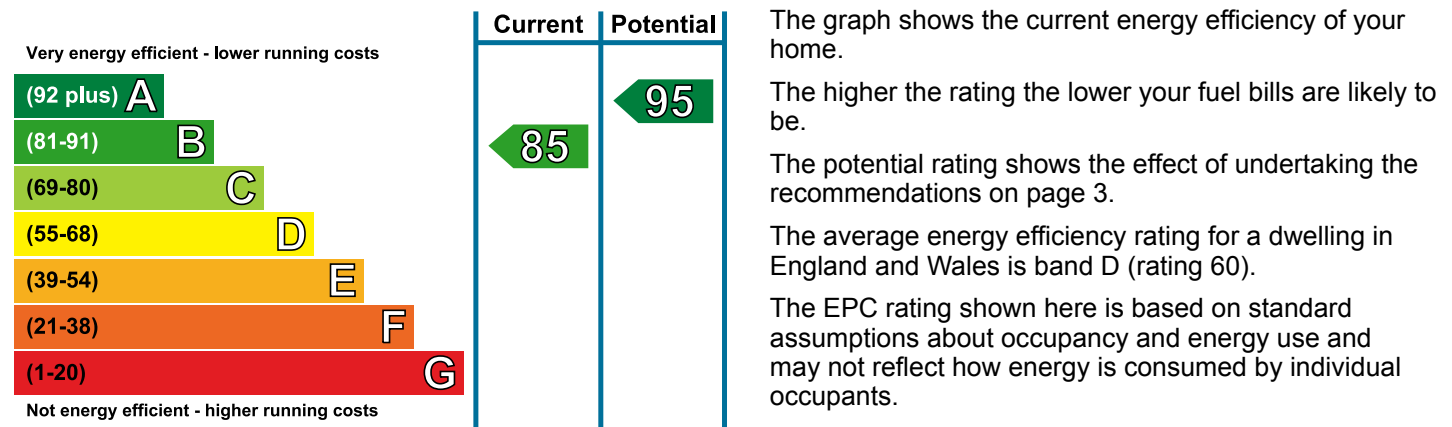 Current Potential
Very energy efficient - lower running costs
(92 plus) A
95
(81-91) B
85
(69-80) C
(55-68) D
(39-54) E
(21-38) F
(1-20) G
Not energy efficient - higher running costs
The graph shows the current energy efficiency of your
home.
The higher the rating the lower your fuel bills are likely to
be.
The potential rating shows the effect of undertaking the
recommendations on page 3.
The average energy efficiency rating for a dwelling in
England and Wales is band D (rating 60).
The EPC rating shown here is based on standard
assumptions about occupancy and energy use and
may not reflect how energy is consumed by individual
occupants.